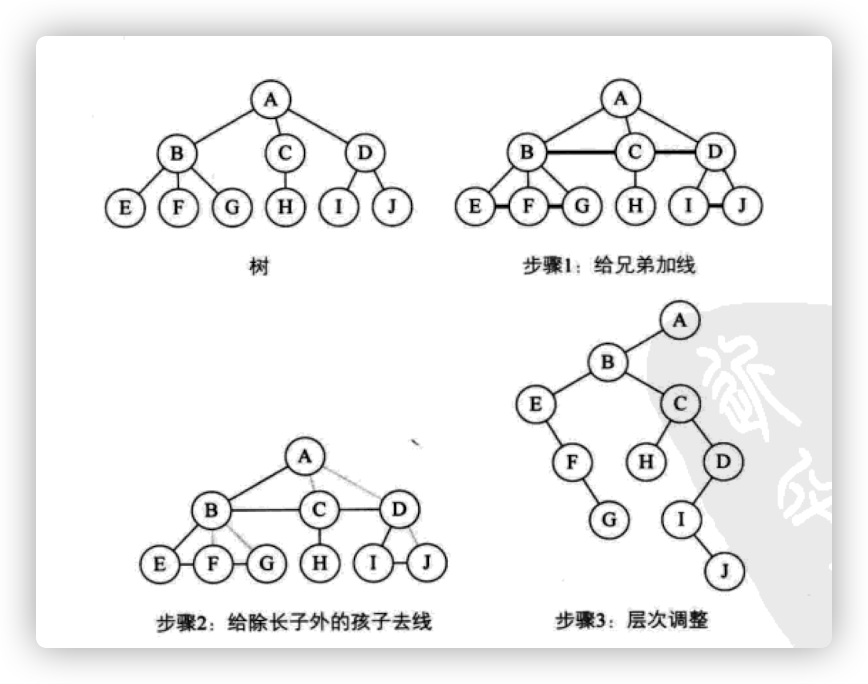 A
B C D
E F G H I J
树
A
B C D
E F G H I J
步骤1：给兄弟加线
A
B C D
E F G H I J
步骤2：给除长子外的孩子去线
A
B
E C
F H D
G I
J
步骤3：层次调整